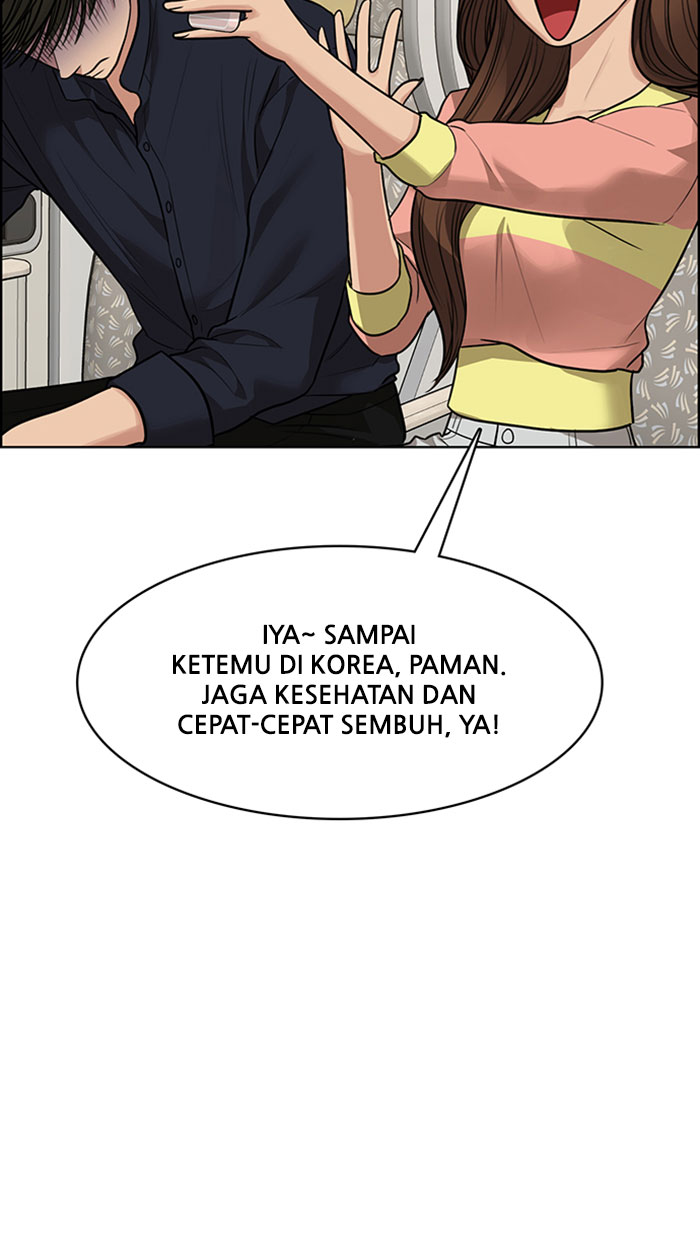 IYA~ SAMPAI
KETEMU DI KOREA, PAMAN.
JAGA KESEHATAN DAN
CEPAT-CEPAT SEMBUH, YA!